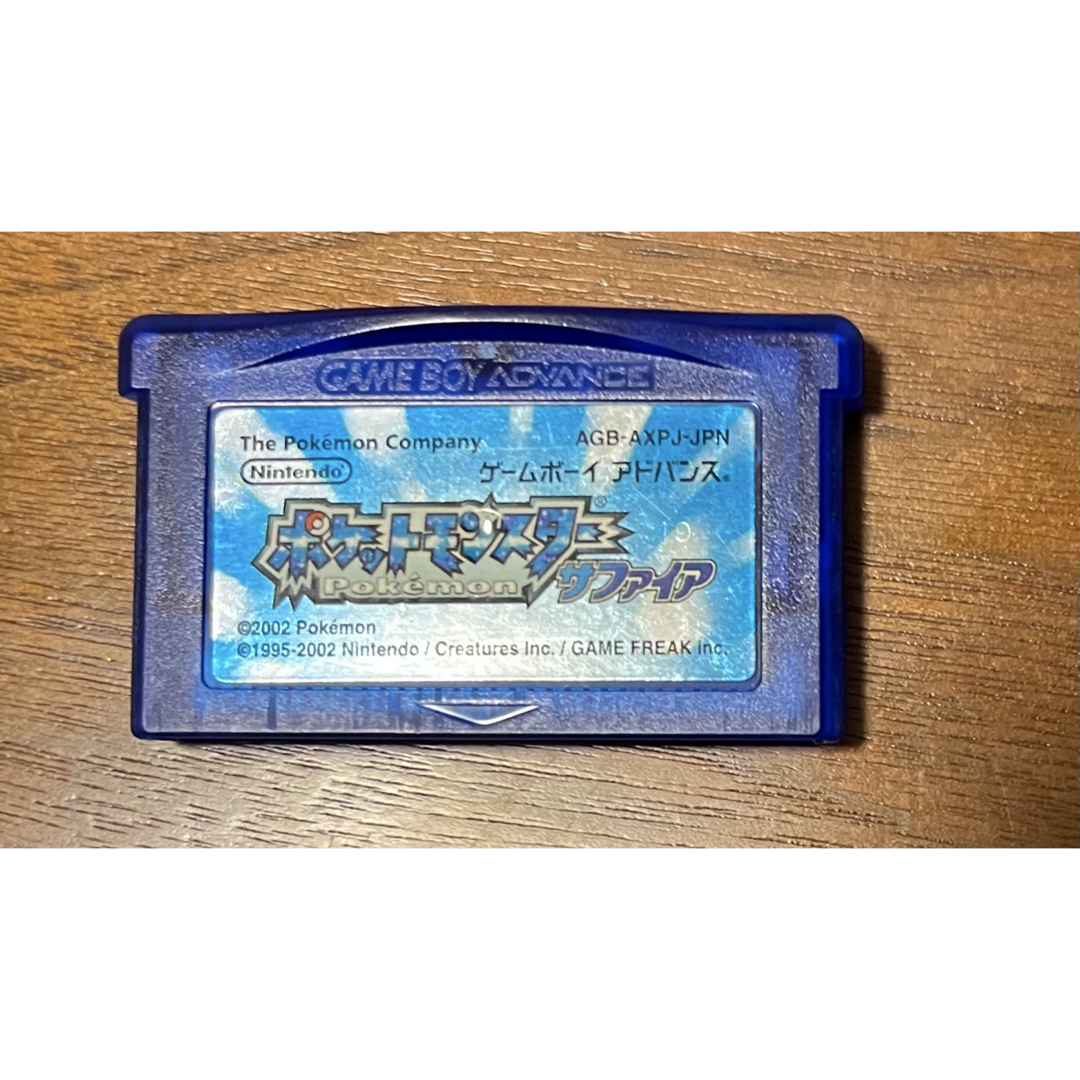 GAME BOY ADVANCE
The Pokémon Company AGB-AXPJ-JPN
Nintendo® ゲームボーイ アドバンス®
ポケットモンスター®
Pokémon サファイア
©2002 Pokémon
©1995-2002 Nintendo / Creatures Inc. / GAME FREAK inc.